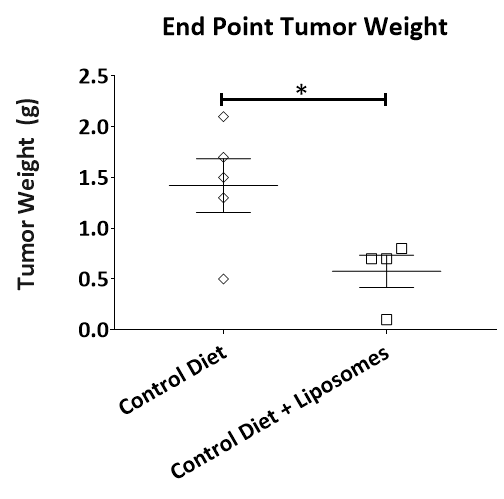 End Point Tumor Weight
Tumor Weight (g)
2.5
*
2.0
1.5
1.0
0.5
0.0
Control Diet
Control Diet + Liposomes